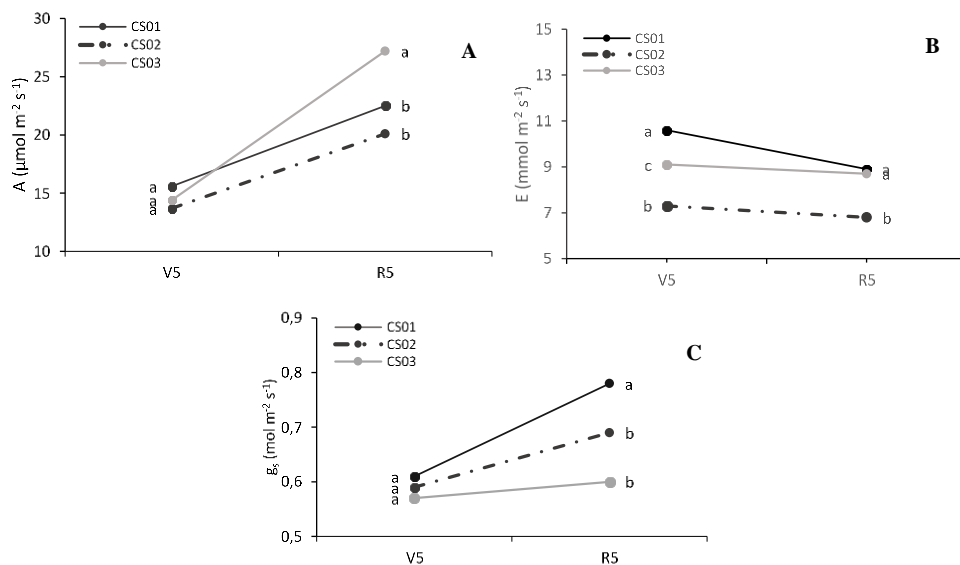 A
CS01
CS02
CS03
A (µmol m⁻² s⁻¹)
30
26
22
20
15
10
a
b
b
a
a
a
V5
R5
B
CS01
CS02
CS03
E (mmol m⁻² s⁻¹)
15
13
11
9
7
5
a
c
b
a
a
b
V5
R5
C
CS01
CS02
CS03
gₛ (mol m⁻² s⁻¹)
0,9
0,8
0,7
0,6
0,5
a
b
b
a
a
a
V5
R5